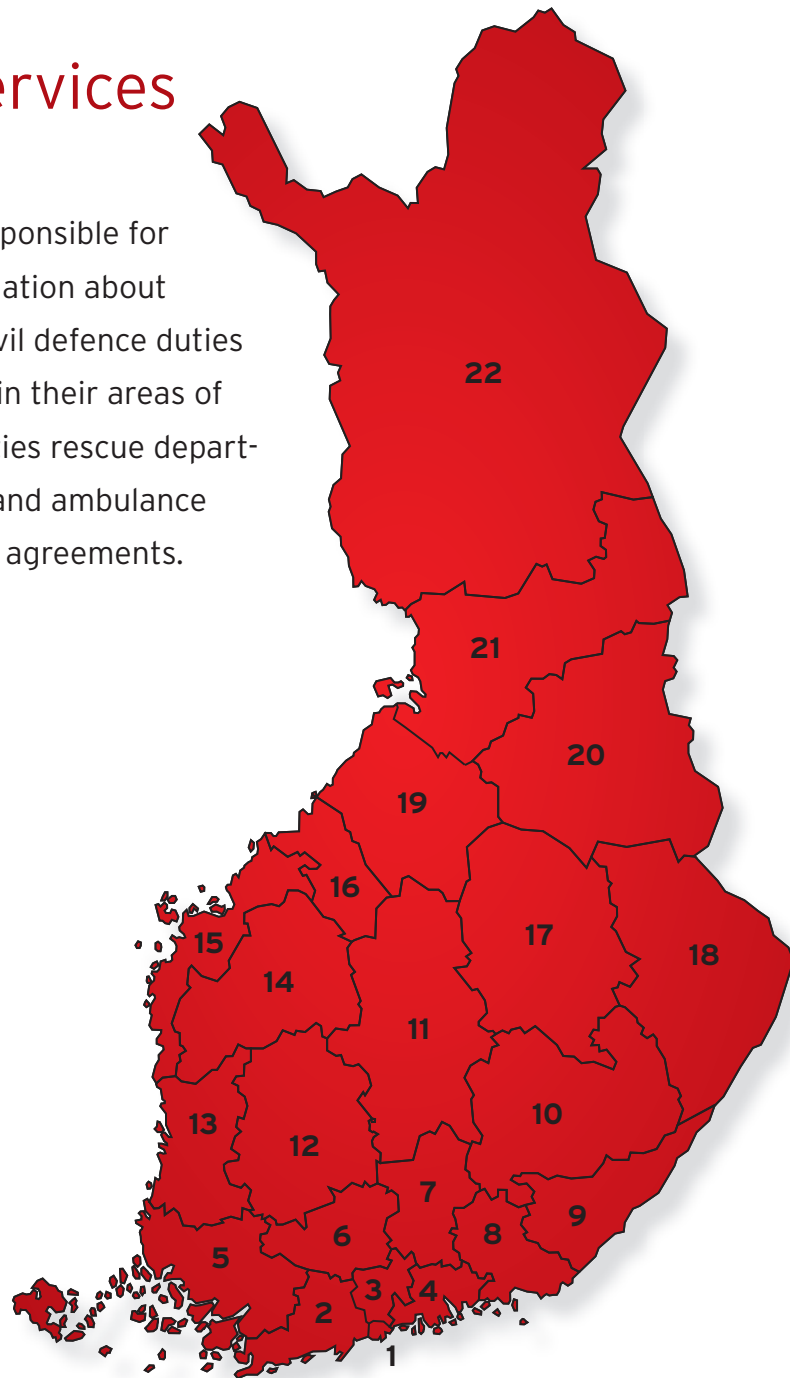 ervices
ponsible for
ation about
vil defence duties
in their areas of
ties rescue depart-
and ambulance
agreements.
22
21
20
19
16
17
15
18
14
11
10
13
12
7
9
8
6
5
3
4
2
1